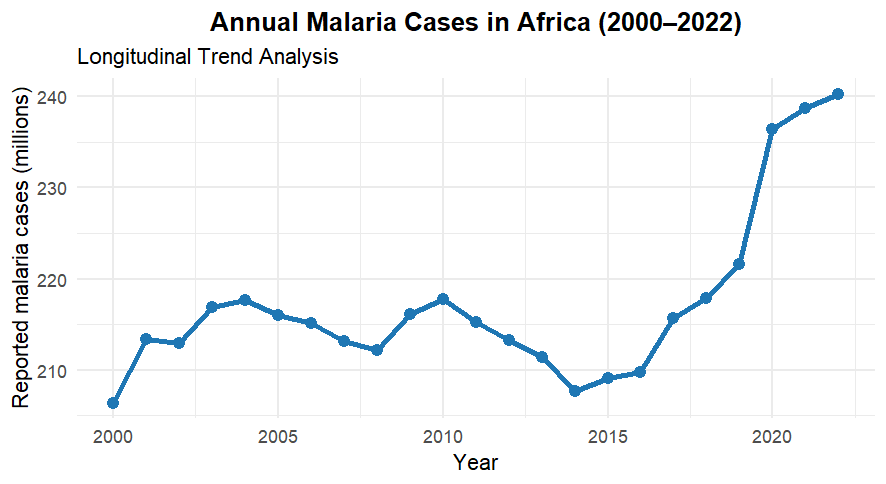 Annual Malaria Cases in Africa (2000–2022)
Longitudinal Trend Analysis
Reported malaria cases (millions)
240
230
220
210
2000 2005 2010 2015 2020
Year